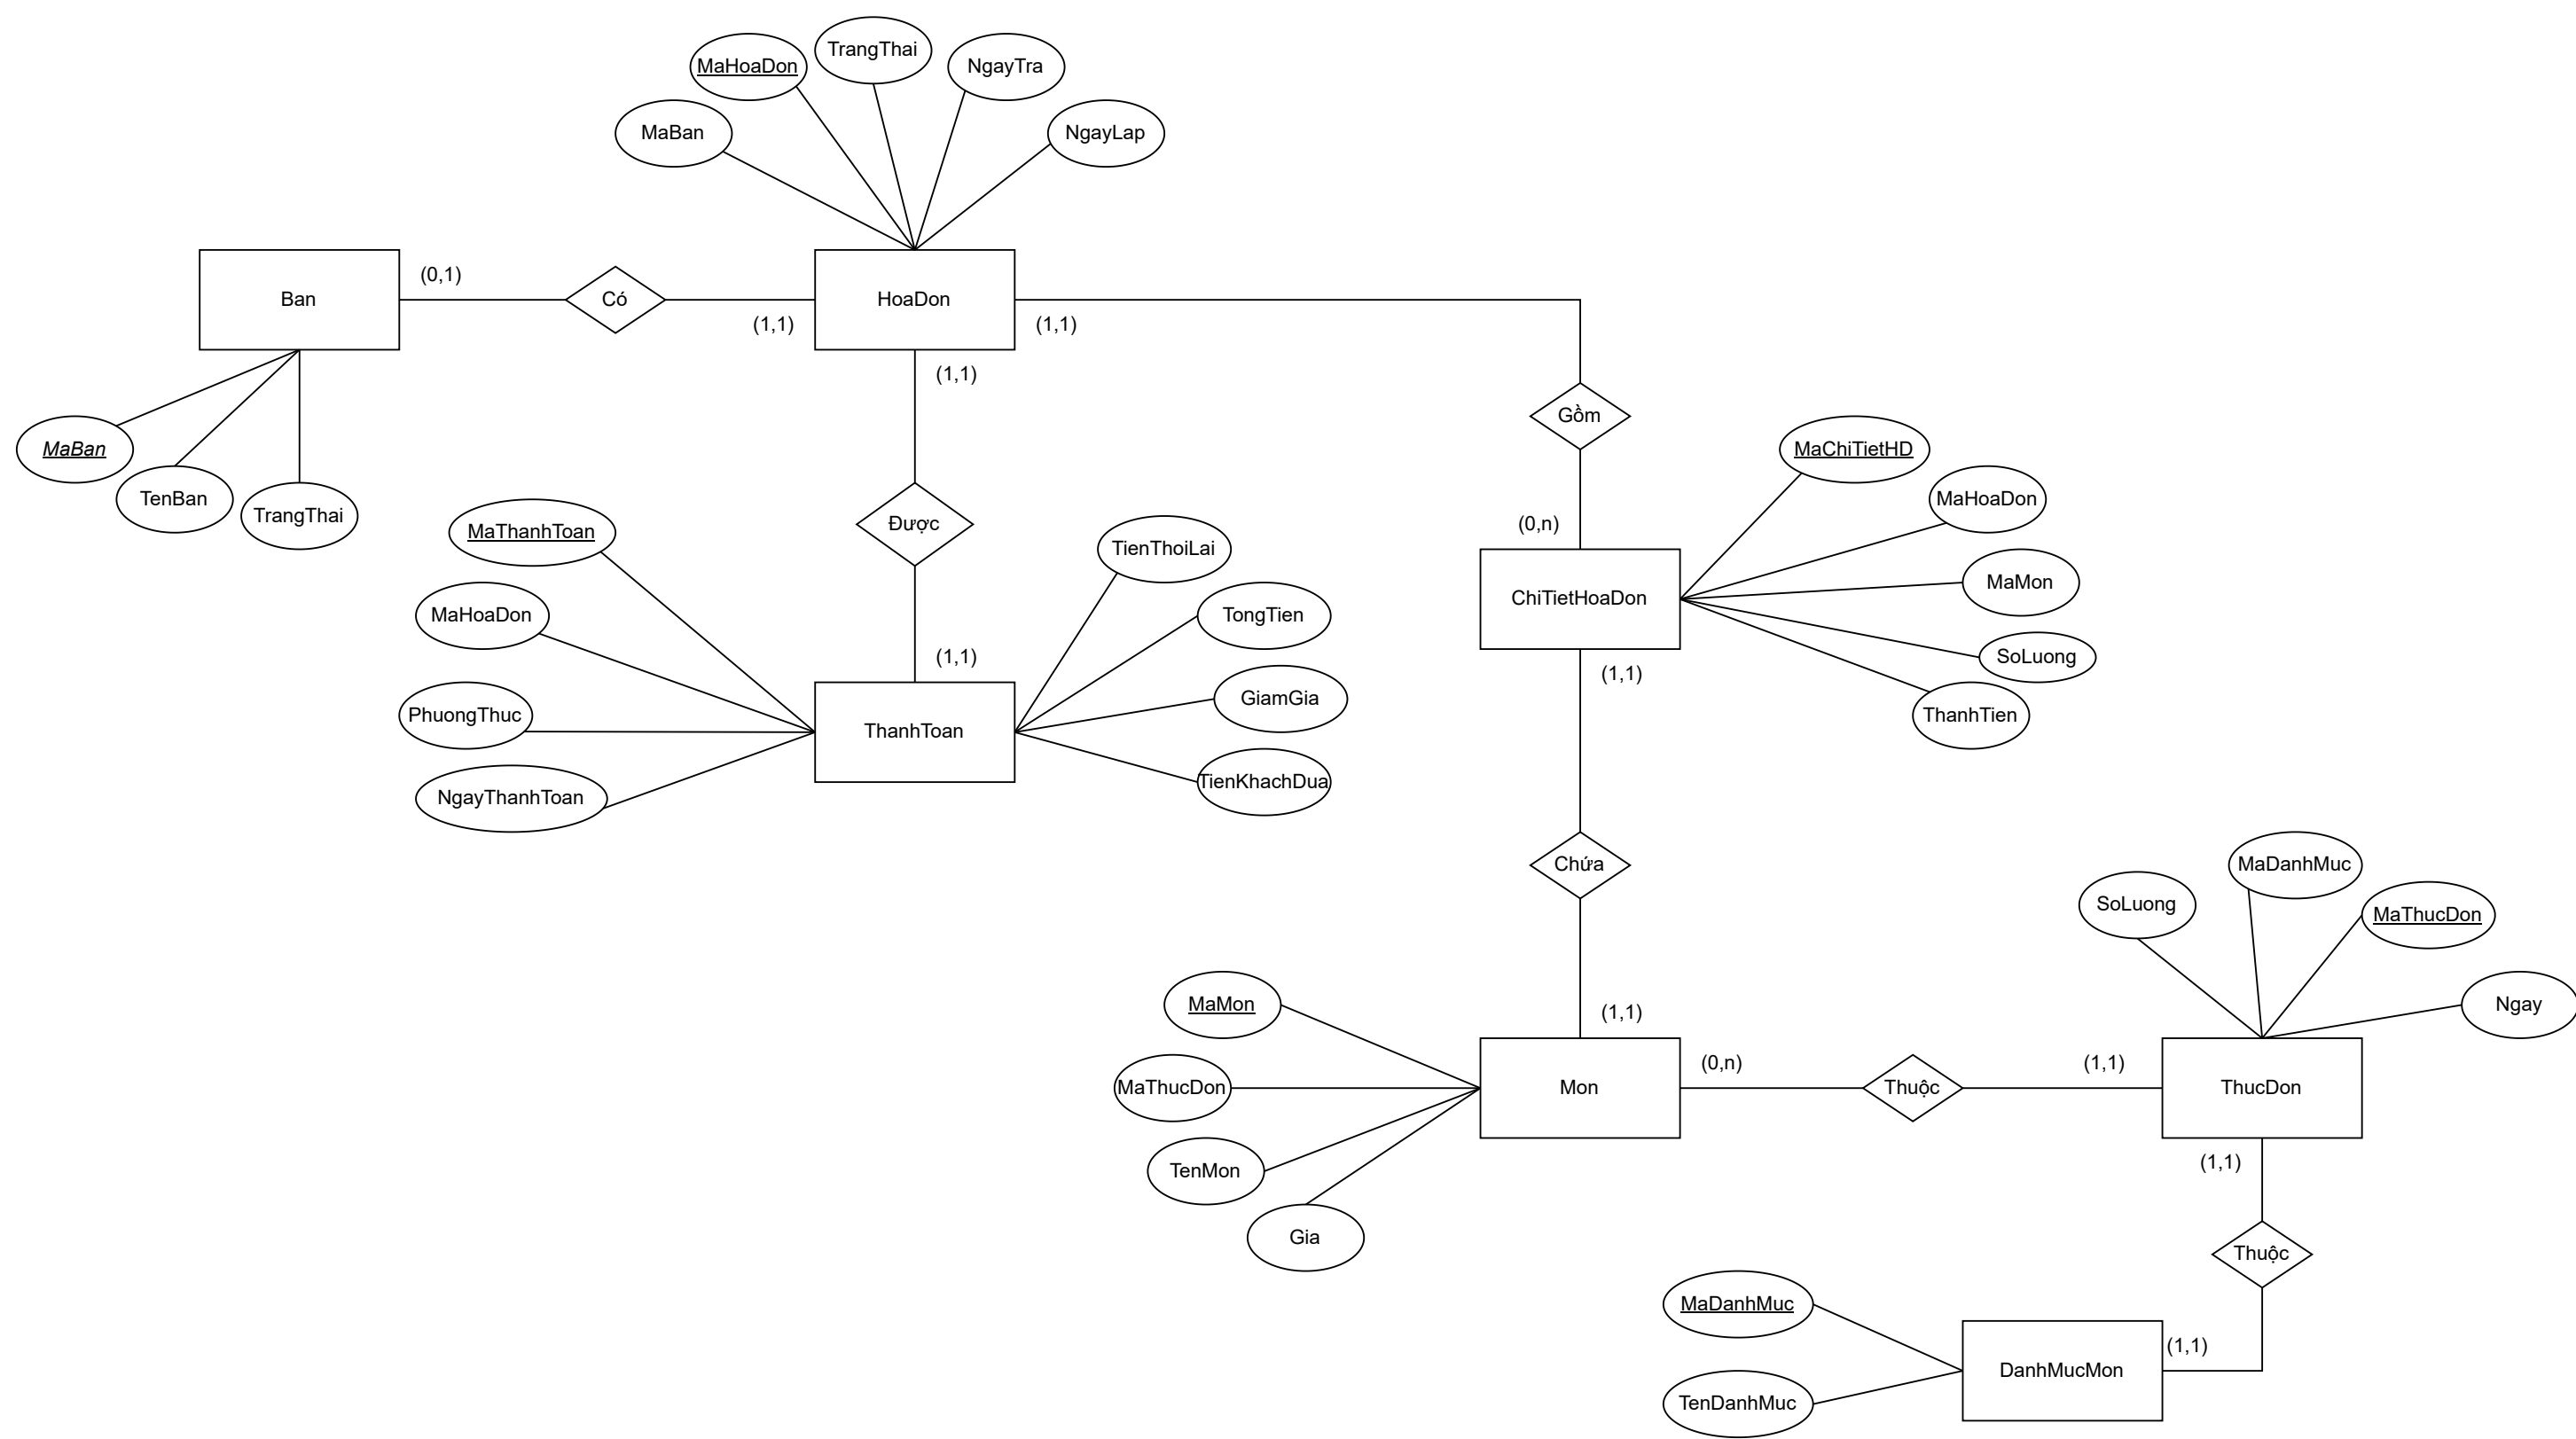 TrangThai
MaHoaDon
NgayTra
MaBan
NgayLap
(0,1)
Ban
Có
HoaDon
(1,1)
(1,1)
(1,1)
Gồm
MaBan
TenBan
TrangThai
MaChiTietHD
MaHoaDon
MaMon
SoLuong
ThanhTien
(0,n)
ChiTietHoaDon
(1,1)
Được
MaThanhToan
MaHoaDon
PhuongThuc
NgayThanhToan
TienThoiLai
TongTien
GiamGia
TienKhachDua
(1,1)
ThanhToan
Chứa
SoLuong
MaDanhMuc
MaThucDon
Ngay
MaMon
MaThucDon
TenMon
Gia
(1,1)
Mon
(0,n)
Thuộc
(1,1)
ThucDon
(1,1)
Thuộc
MaDanhMuc
TenDanhMuc
DanhMucMon
(1,1)